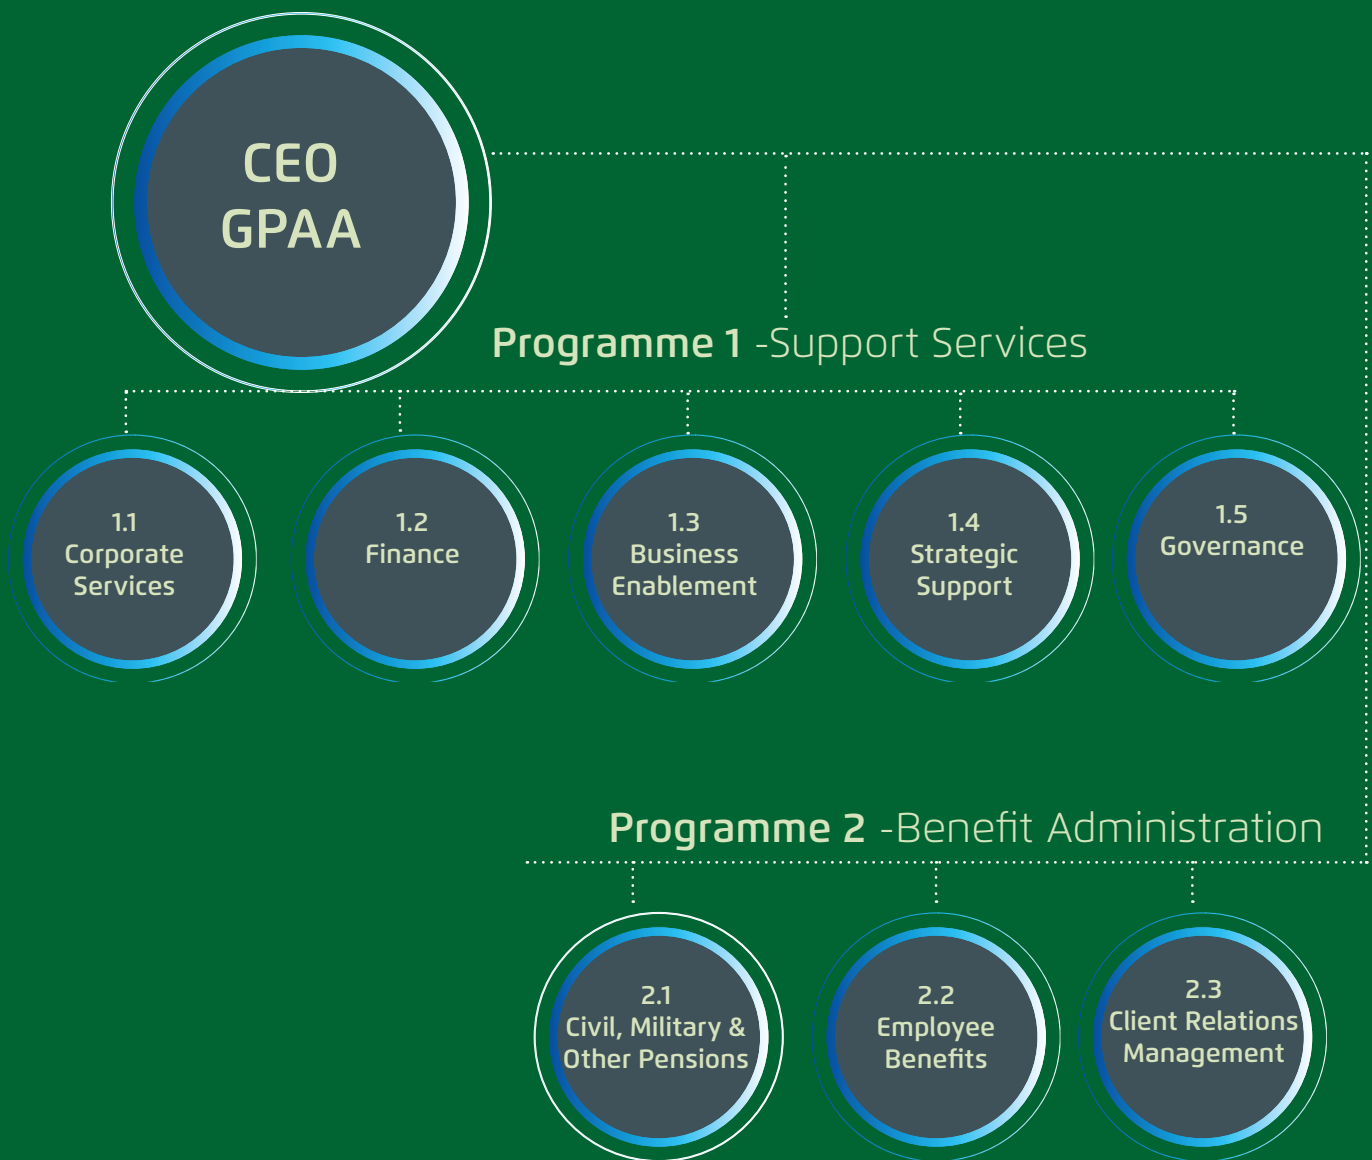 CEO
GPAA
Programme 1 -Support Services
1.1
Corporate
Services
1.2
Finance
1.3
Business
Enablement
1.4
Strategic
Support
1.5
Governance
Programme 2 -Benefit Administration
2.1
Civil, Military &
Other Pensions
2.2
Employee
Benefits
2.3
Client Relations
Management